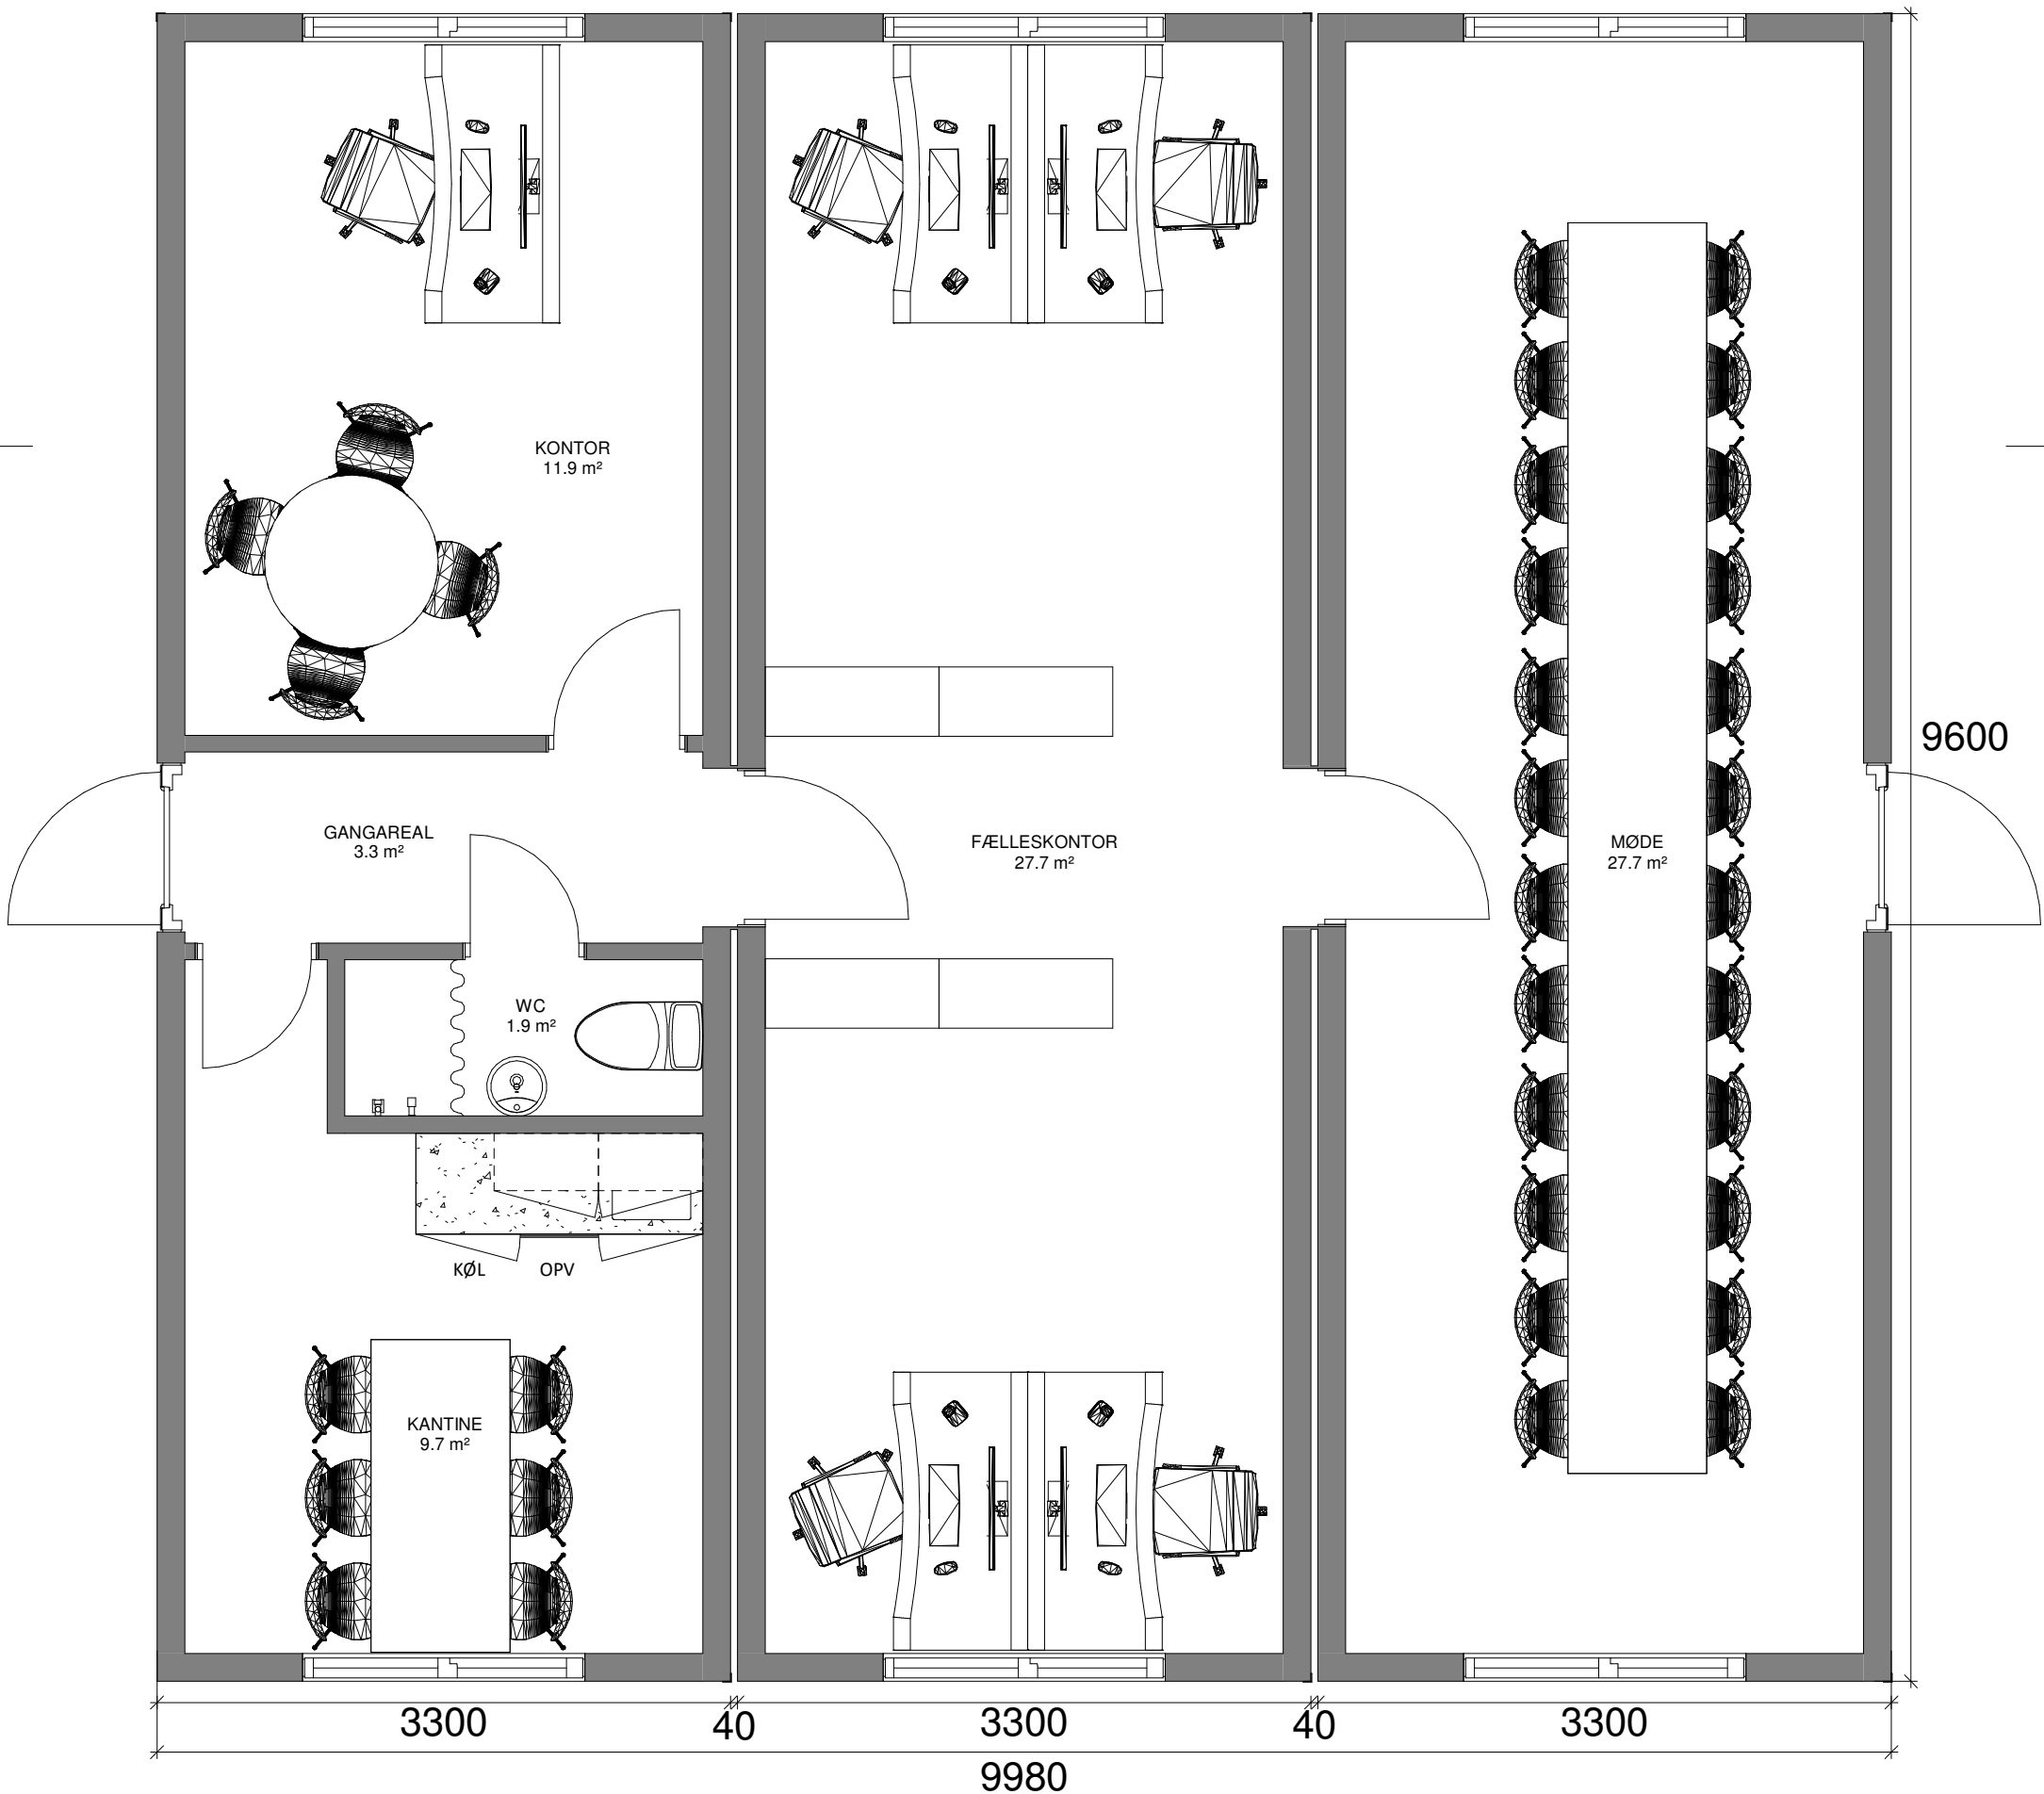 KONTOR
11.9 m²
9600
GANGAREAL
3.3 m²
FÆLLESKONTOR
27.7 m²
MØDE
27.7 m²
WC
1.9 m²
KØL
OPV
KANTINE
9.7 m²
3300
40
3300
40
3300
9980